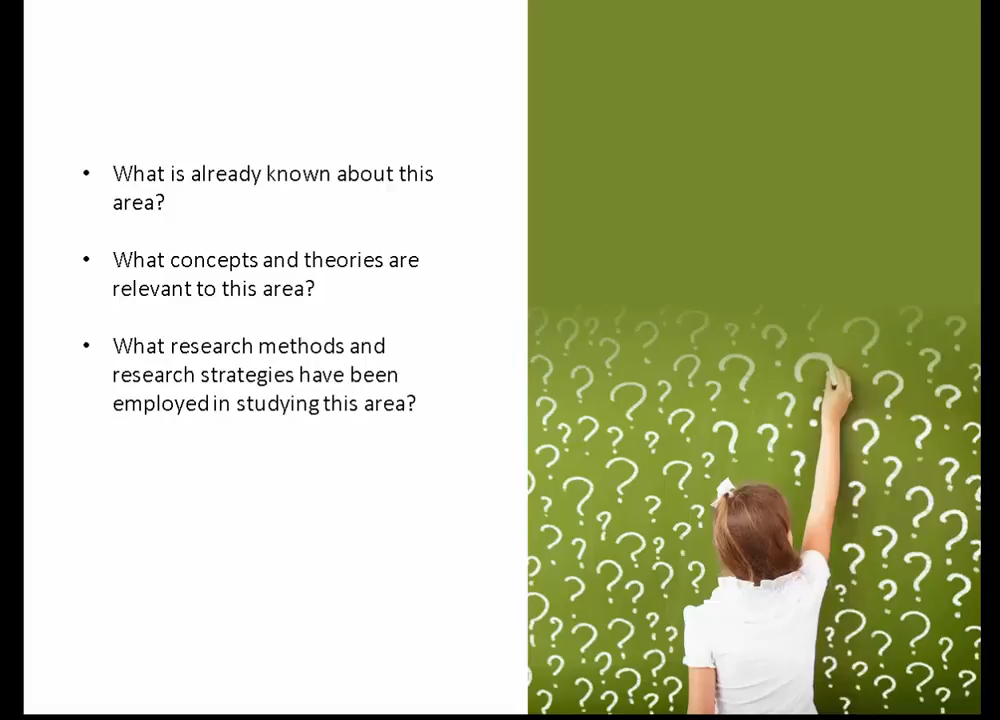 • What is already known about this
area?
• What concepts and theories are
relevant to this area?
• What research methods and
research strategies have been
employed in studying this area?